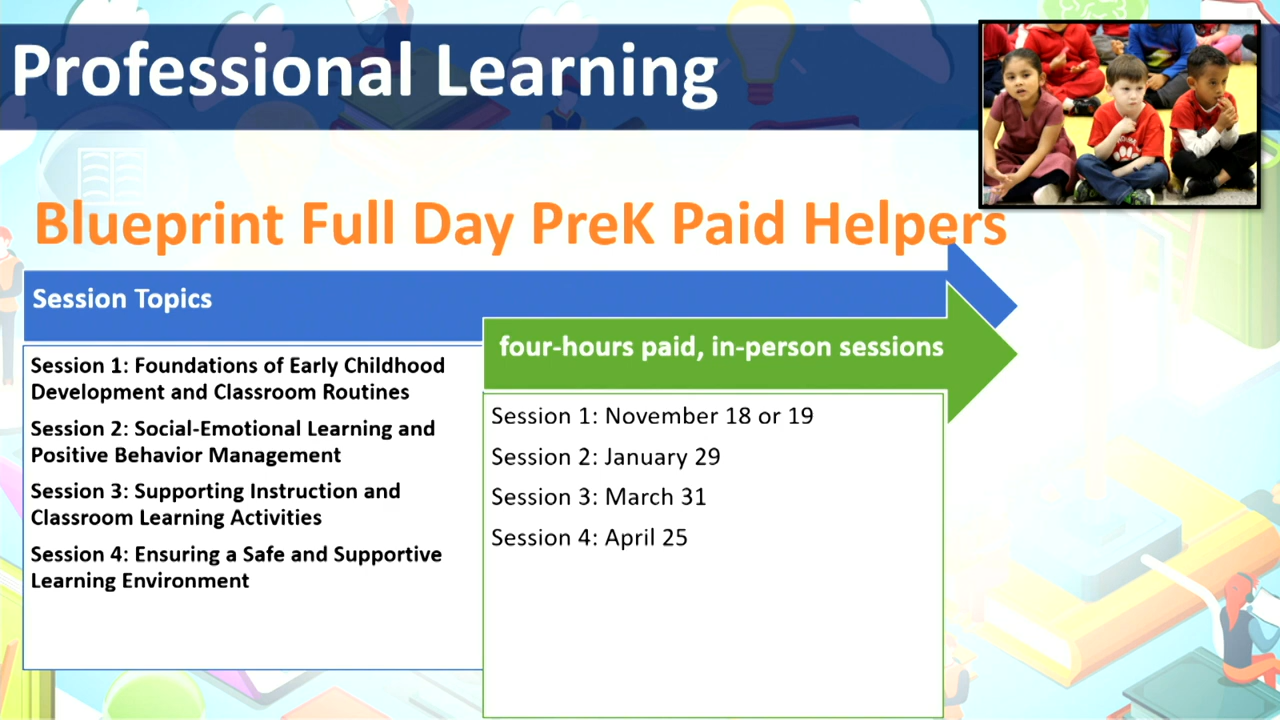 Professional Learning
Blueprint Full Day PreK Paid Helpers
Session Topics
Session 1: Foundations of Early Childhood
Development and Classroom Routines
Session 2: Social-Emotional Learning and
Positive Behavior Management
Session 3: Supporting Instruction and
Classroom Learning Activities
Session 4: Ensuring a Safe and Supportive
Learning Environment
four-hours paid, in-person sessions
Session 1: November 18 or 19
Session 2: January 29
Session 3: March 31
Session 4: April 25